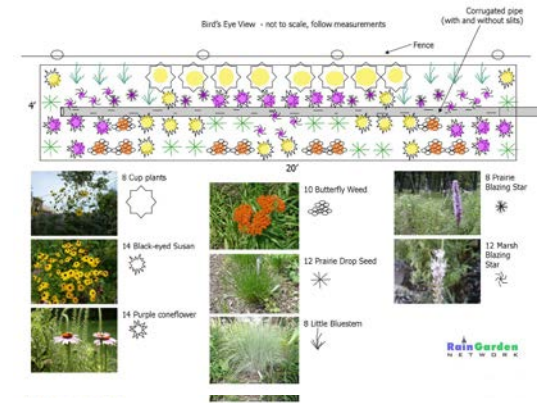 Bird's Eye View - not to scale, follow measurements
Corrugated pipe
(with and without slits)
Fence
4'
20'
8 Cup plants
10 Butterfly Weed
8 Prairie
Blazing Star
14 Black-eyed Susan
12 Prairie Drop Seed
12 Marsh
Blazing
Star
14 Purple coneflower
8 Little Bluestem
RainGarden
NETWORK